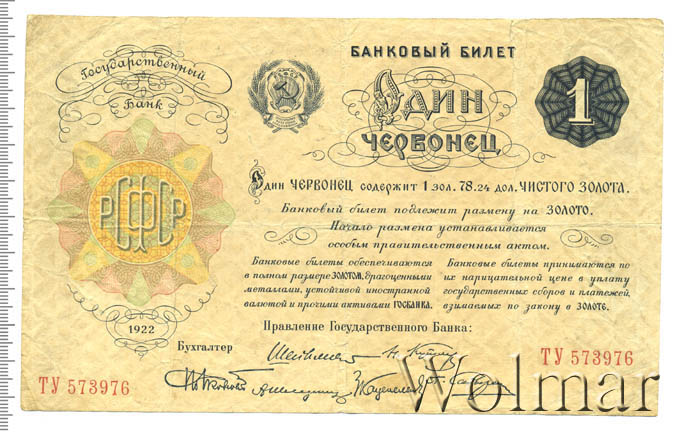 БАНКОВЫЙ БИЛЕТ
Государственный
Банк
1
Один
ЧЕРВОНЕЦ
Один ЧЕРВОНЕЦ содержит 1 зол. 78.24 дол. ЧИСТОГО ЗОЛОТА.
Банковый билет подлежит размену на ЗОЛОТО.
Начало размена устанавливается
особым правительственным актом.
РСФСР
Банковые билеты обеспечиваются
в полном размере ЗОЛОТОМ, драгоценными
металлами, устойчивой иностранной
валютой и прочими активами ГОСБАНКА.
Банковые билеты принимаются по
их нарицательной цене в уплату
государственных сборов и платежей,
взимаемых по закону в ЗОЛОТЕ.
1922
Правление Государственного Банка:
Бухгалтер
ТУ 573976
ТУ 573976
Wolmar